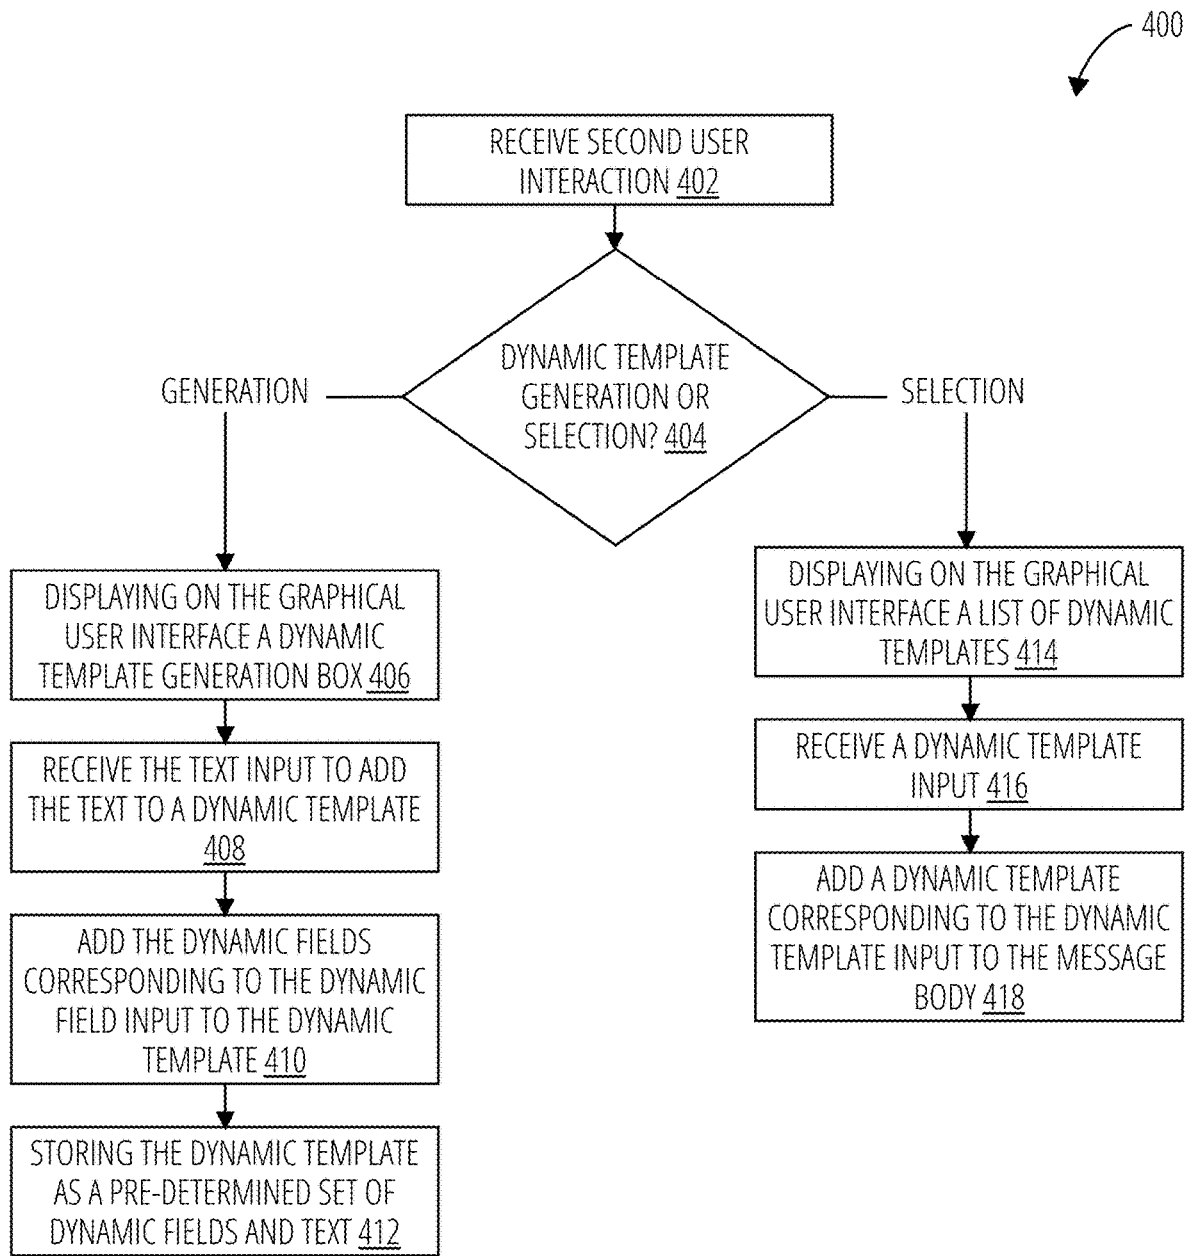 400
RECEIVE SECOND USER
INTERACTION 402
DYNAMIC TEMPLATE
GENERATION OR
SELECTION? 404
GENERATION
SELECTION
DISPLAYING ON THE GRAPHICAL
USER INTERFACE A DYNAMIC
TEMPLATE GENERATION BOX 406
RECEIVE THE TEXT INPUT TO ADD
THE TEXT TO A DYNAMIC TEMPLATE
408
ADD THE DYNAMIC FIELDS
CORRESPONDING TO THE DYNAMIC
FIELD INPUT TO THE DYNAMIC
TEMPLATE 410
STORING THE DYNAMIC TEMPLATE
AS A PRE-DETERMINED SET OF
DYNAMIC FIELDS AND TEXT 412
DISPLAYING ON THE GRAPHICAL
USER INTERFACE A LIST OF DYNAMIC
TEMPLATES 414
RECEIVE A DYNAMIC TEMPLATE
INPUT 416
ADD A DYNAMIC TEMPLATE
CORRESPONDING TO THE DYNAMIC
TEMPLATE INPUT TO THE MESSAGE
BODY 418